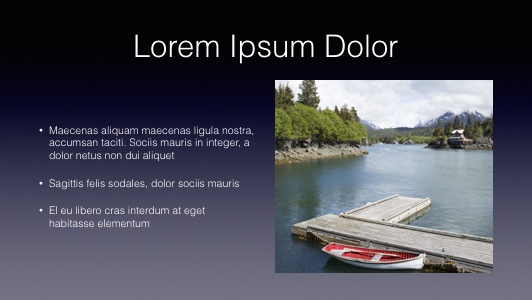 Lorem Ipsum Dolor
• Maecenas aliquam maecenas ligula nostra,
accumsan taciti. Sociis mauris in integer, a
dolor netus non dui aliquet
• Sagittis felis sodales, dolor sociis mauris
• El eu libero cras interdum at eget
habitasse elementum